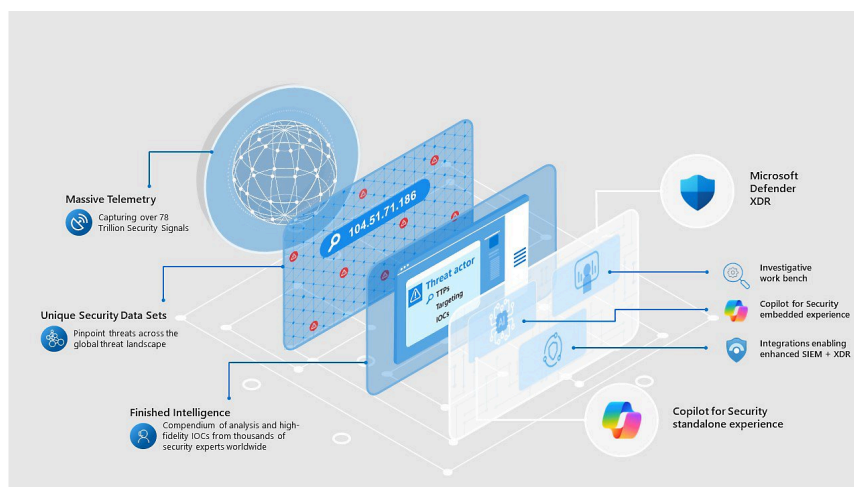 Massive Telemetry
Capturing over 78
Trillion Security Signals
Unique Security Data Sets
Pinpoint threats across the
global threat landscape
Finished Intelligence
Compendium of analysis and high-
fidelity IOCs from thousands of
security experts worldwide
104.51.71.186
Threat actor
TTPs
Targeting
IOCs
AI
Microsoft
Defender
XDR
Investigative
work bench
Copilot for Security
embedded experience
Integrations enabling
enhanced SIEM + XDR
Copilot for Security
standalone experience